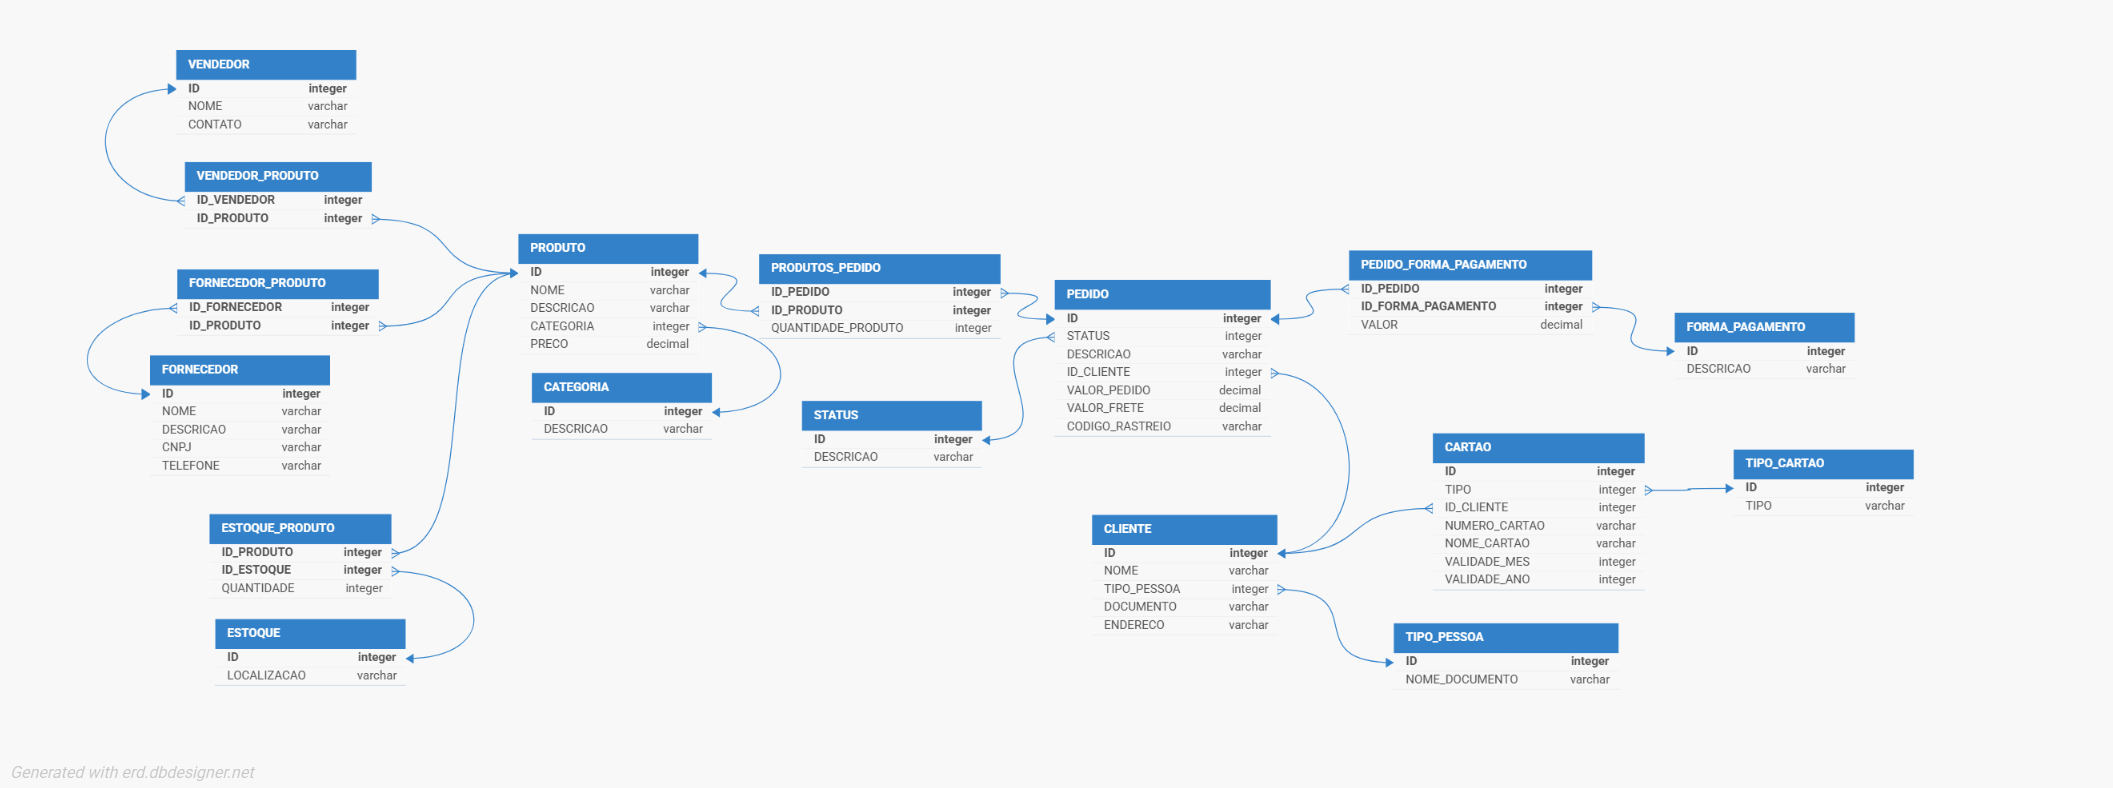 VENDEDOR
ID integer
NOME varchar
CONTATO varchar
VENDEDOR_PRODUTO
ID_VENDEDOR integer
ID_PRODUTO integer
FORNECEDOR_PRODUTO
ID_FORNECEDOR integer
ID_PRODUTO integer
FORNECEDOR
ID integer
NOME varchar
DESCRICAO varchar
CNPJ varchar
TELEFONE varchar
ESTOQUE_PRODUTO
ID_PRODUTO integer
ID_ESTOQUE integer
QUANTIDADE integer
ESTOQUE
ID integer
LOCALIZACAO varchar
PRODUTO
ID integer
NOME varchar
DESCRICAO varchar
CATEGORIA integer
PRECO decimal
CATEGORIA
ID integer
DESCRICAO varchar
PRODUTOS_PEDIDO
ID_PEDIDO integer
ID_PRODUTO integer
QUANTIDADE_PRODUTO integer
STATUS
ID integer
DESCRICAO varchar
PEDIDO
ID integer
STATUS integer
DESCRICAO varchar
ID_CLIENTE integer
VALOR_PEDIDO decimal
VALOR_FRETE decimal
CODIGO_RASTREIO varchar
CLIENTE
ID integer
NOME varchar
TIPO_PESSOA integer
DOCUMENTO varchar
ENDERECO varchar
PEDIDO_FORMA_PAGAMENTO
ID_PEDIDO integer
ID_FORMA_PAGAMENTO integer
VALOR decimal
FORMA_PAGAMENTO
ID integer
DESCRICAO varchar
CARTAO
ID integer
TIPO integer
ID_CLIENTE integer
NUMERO_CARTAO varchar
NOME_CARTAO varchar
VALIDADE_MES integer
VALIDADE_ANO integer
TIPO_CARTAO
ID integer
TIPO varchar
TIPO_PESSOA
ID integer
NOME_DOCUMENTO varchar
Generated with erd.dbdesigner.net